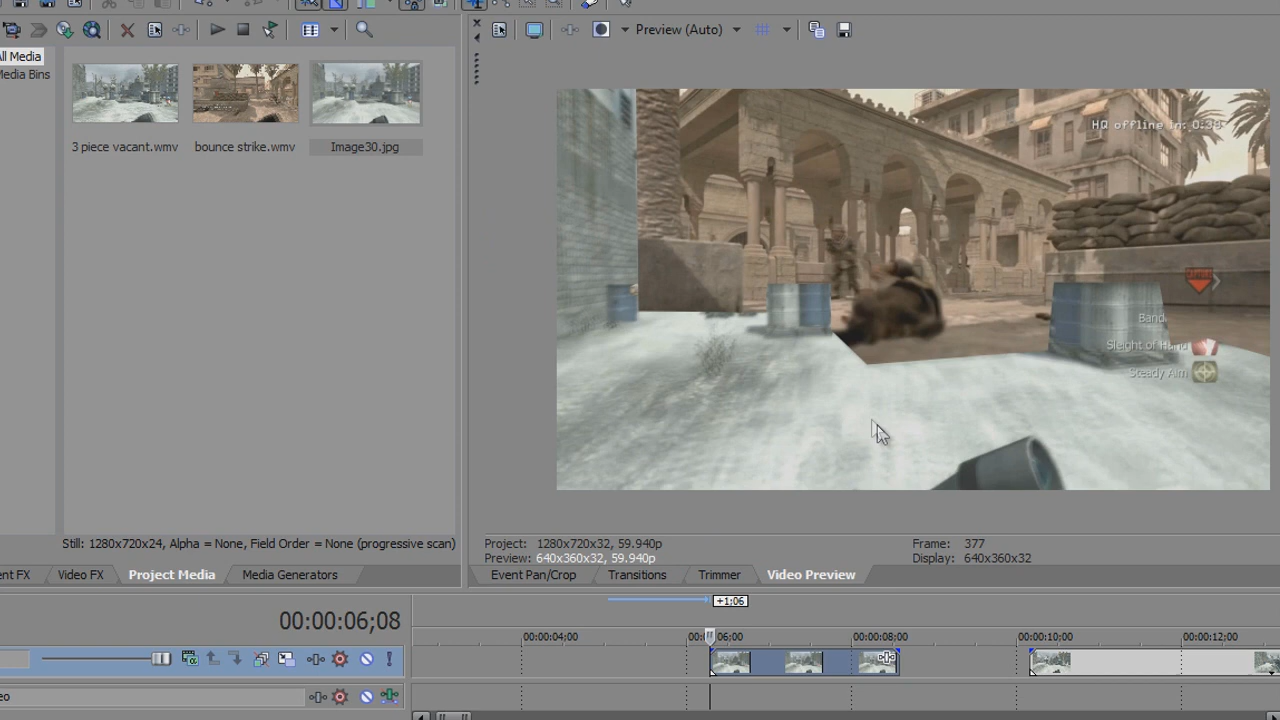 Preview (Auto)
All Media
Media Bins
3 piece vacant.wmv
bounce strike.wmv
Image30.jpg
HQ offline in: 0:
Sleight of Hand
Steady Aim
Still: 1280x720x24, Alpha = None, Field Order = None (progressive scan)
Project: 1280x720x32, 59.940p
Frame: 377
Preview: 640x360x32, 59.940p
Display: 640x360x32
ent FX
Video FX
Project Media
Media Generators
Event Pan/Crop
Transitions
Trimmer
Video Preview
+1;06
00:00:06;08
00:00:04;00
06;00
00:00:08;00
00:00:10;00
00:00:12;00
eo